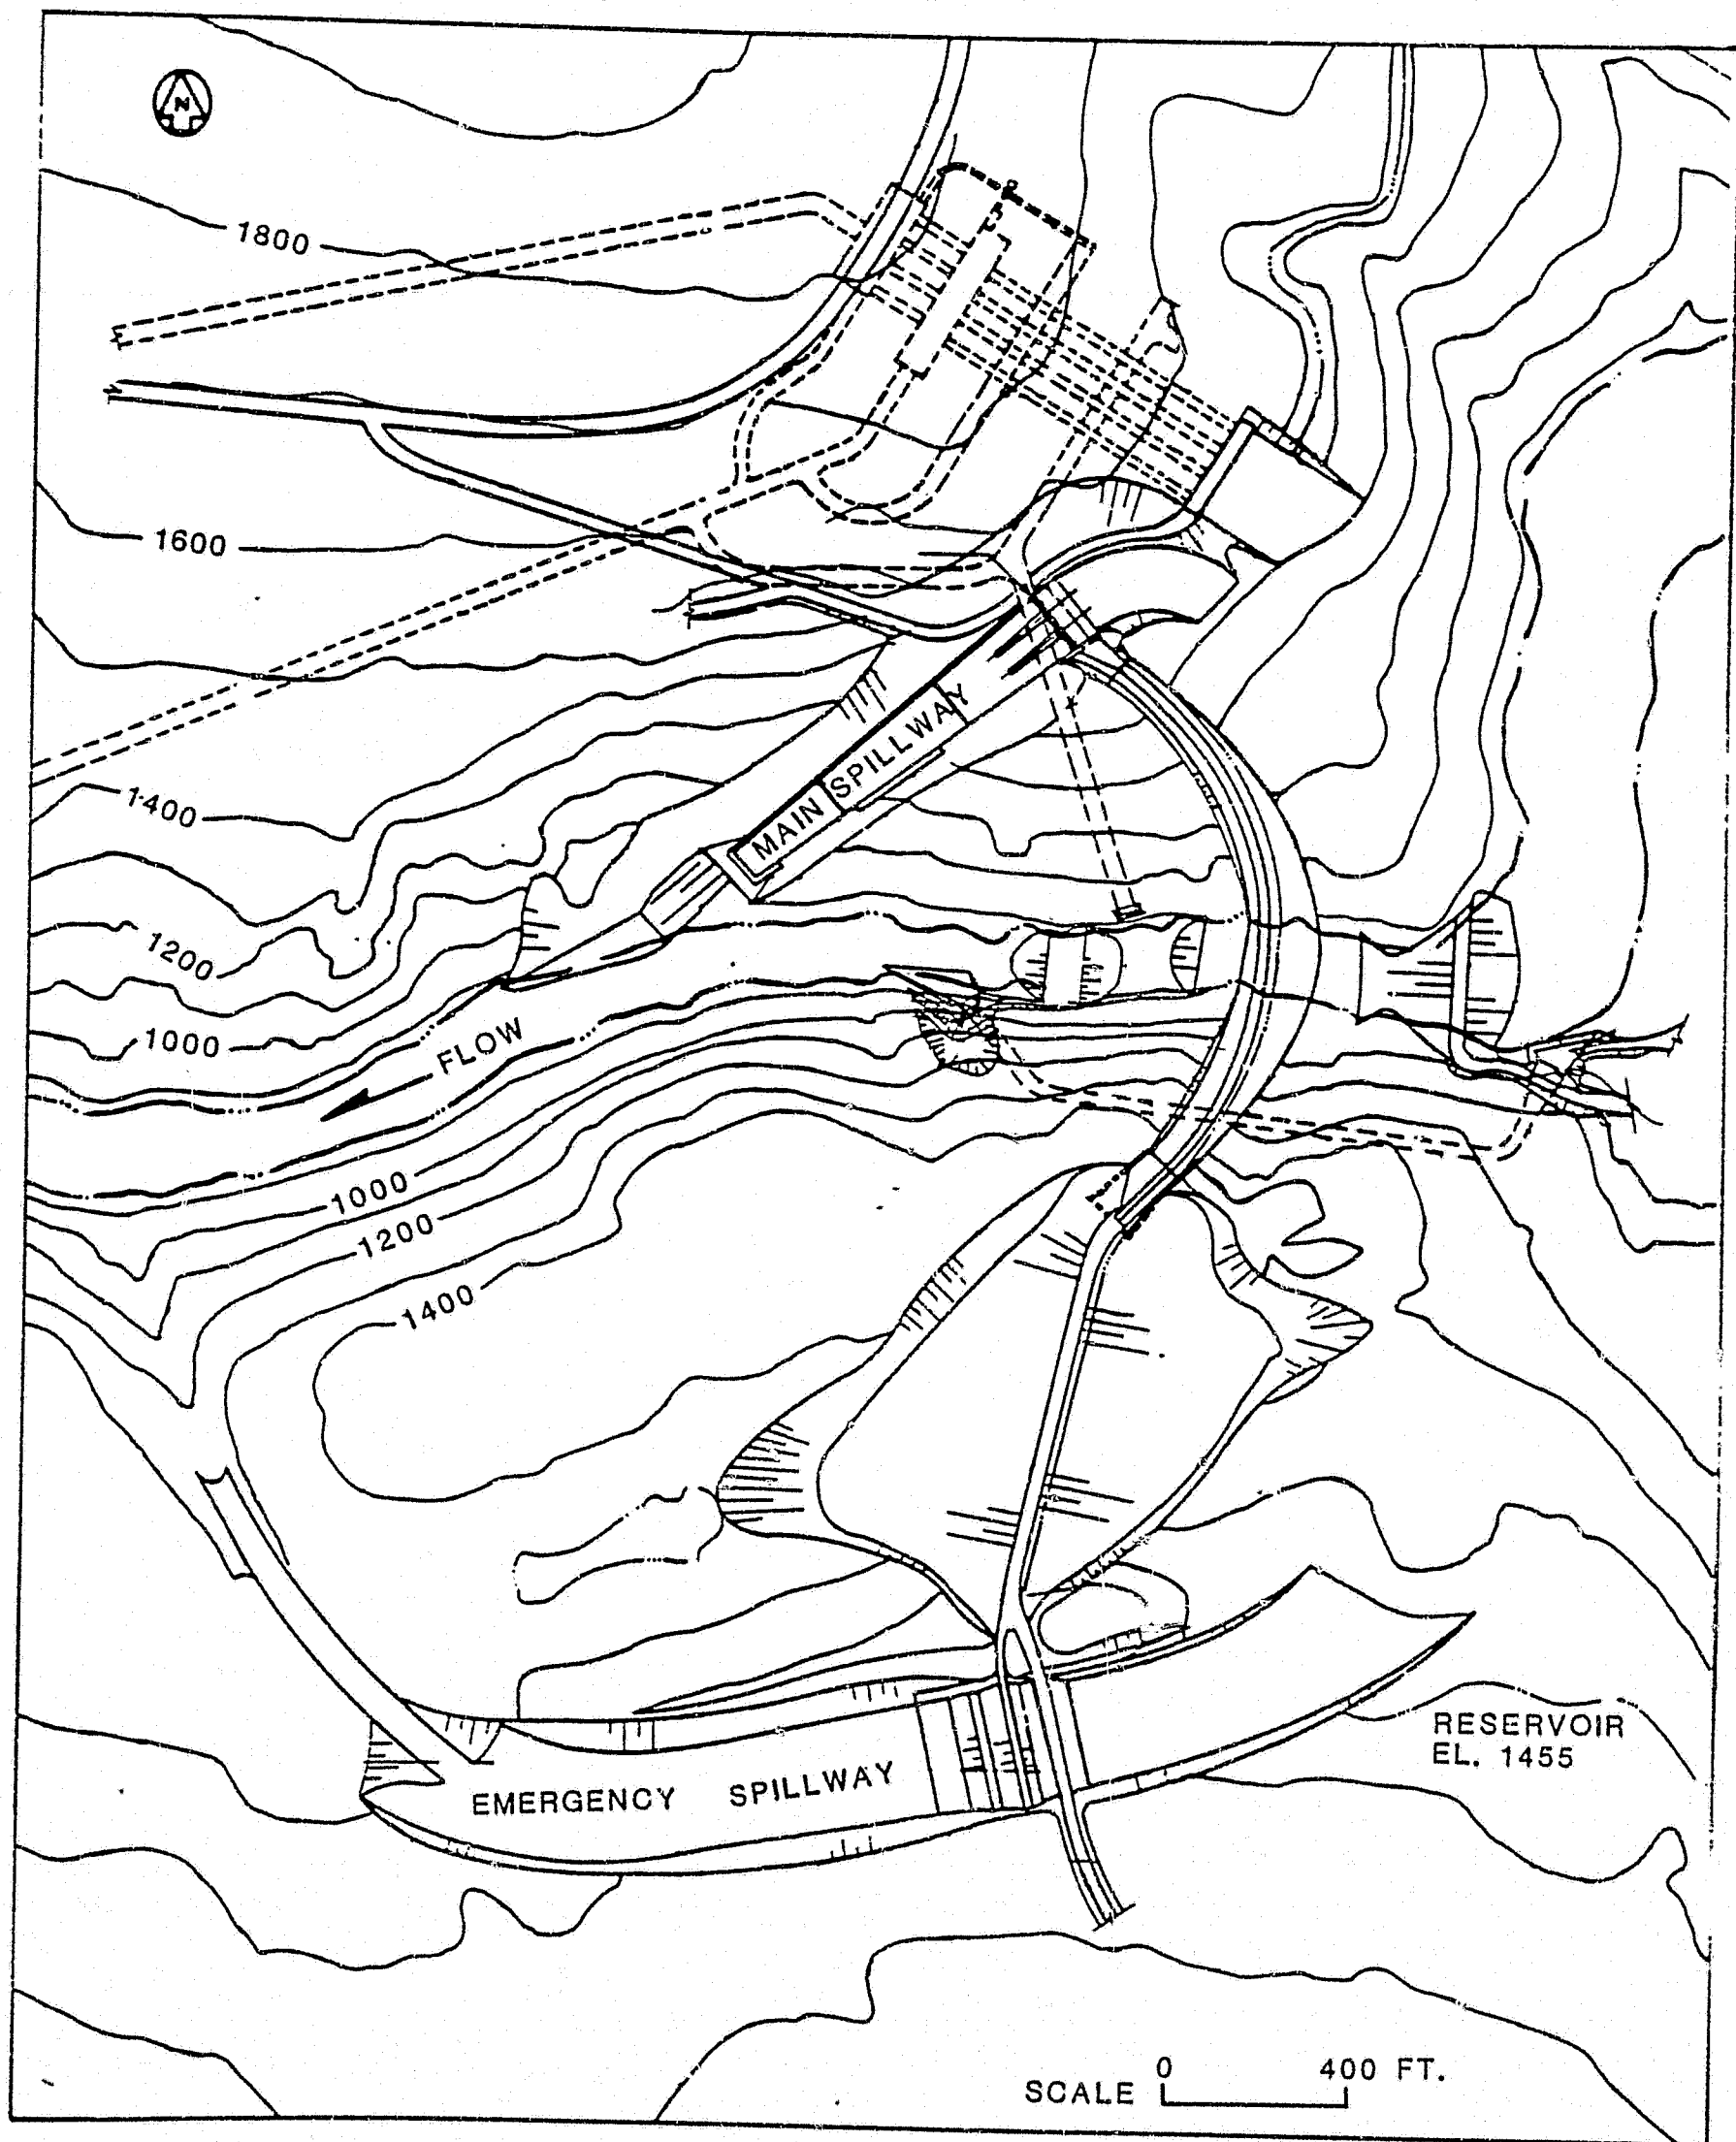 N
1800
1600
1400
1200
1000
MAIN SPILLWAY
FLOW
1000
1200
1400
EMERGENCY SPILLWAY
RESERVOIR
EL. 1455
0 400 FT.
SCALE